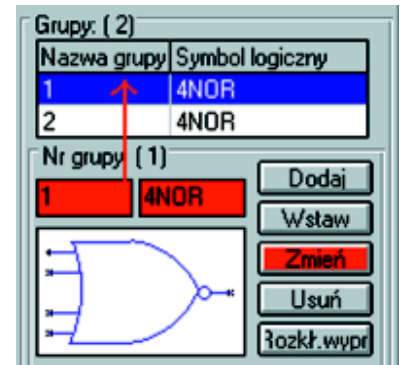 Grupy: ( 2)
Nazwa grupy Symbol logiczny
1 4NOR
2 4NOR
Nr grupy ( 1)
1 4NOR
Dodaj
Wstaw
Zmień
Usuń
Rozkł.wypr